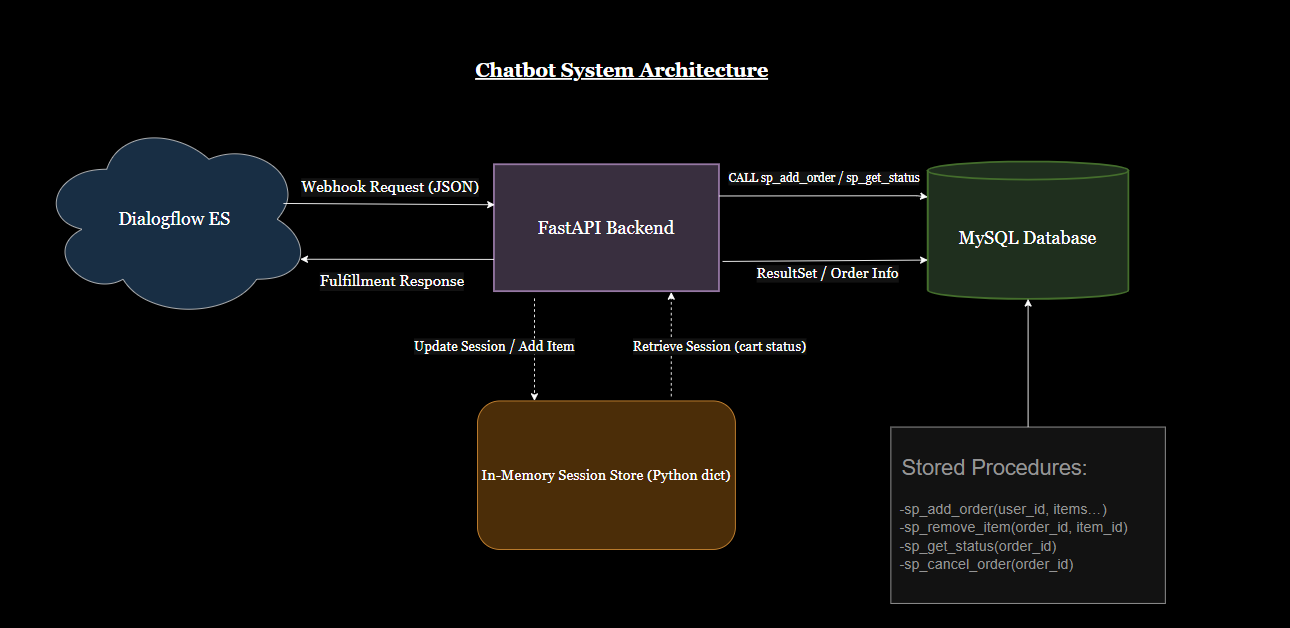 Chatbot System Architecture
Dialogflow ES
Webhook Request (JSON)
Fulfillment Response
FastAPI Backend
CALL sp_add_order / sp_get_status
ResultSet / Order Info
MySQL Database
Update Session / Add Item
Retrieve Session (cart status)
In-Memory Session Store (Python dict)
Stored Procedures:
-sp_add_order(user_id, items...)
-sp_remove_item(order_id, item_id)
-sp_get_status(order_id)
-sp_cancel_order(order_id)